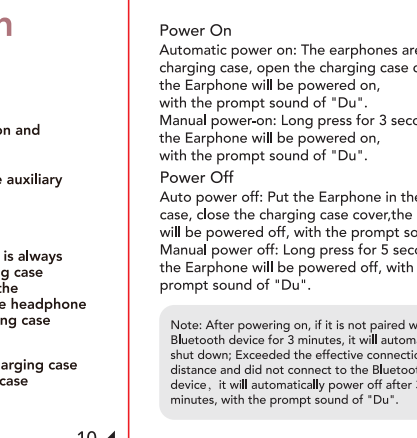 n
on and
e auxiliary
is always
g case
the
e headphone
ng case
arging case
case
10
Power On
Automatic power on: The earphones are
charging case, open the charging case c
the Earphone will be powered on,
with the prompt sound of "Du".
Manual power-on: Long press for 3 seco
the Earphone will be powered on,
with the prompt sound of "Du".
Power Off
Auto power off: Put the Earphone in the
case, close the charging case cover,the
will be powered off, with the prompt so
Manual power off: Long press for 5 seco
the Earphone will be powered off, with
prompt sound of "Du".
Note: After powering on, if it is not paired w
Bluetooth device for 3 minutes, it will autom
shut down; Exceeded the effective connectio
distance and did not connect to the Bluetoot
device, it will automatically power off after
minutes, with the prompt sound of "Du".